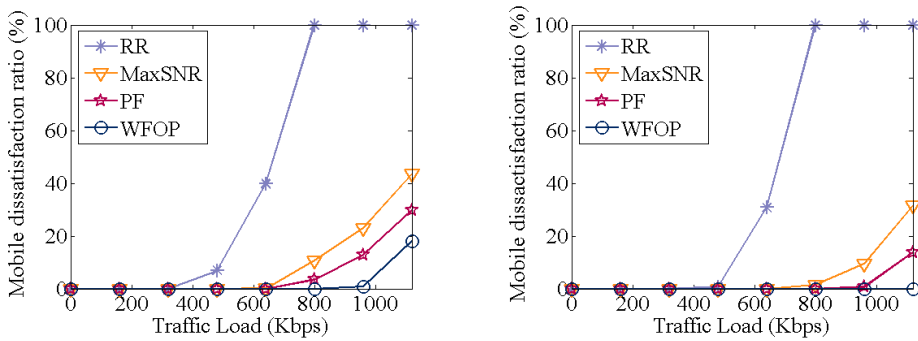 Mobile dissatisfaction ratio (%)
100
80
60
40
20
0
RR
MaxSNR
PF
WFOP
0 200 400 600 800 1000
Traffic Load (Kbps)
Mobile dissactisfaction ratio (%)
100
80
60
40
20
0
RR
MaxSNR
PF
WFOP
0 200 400 600 800 1000
Traffic Load (Kbps)